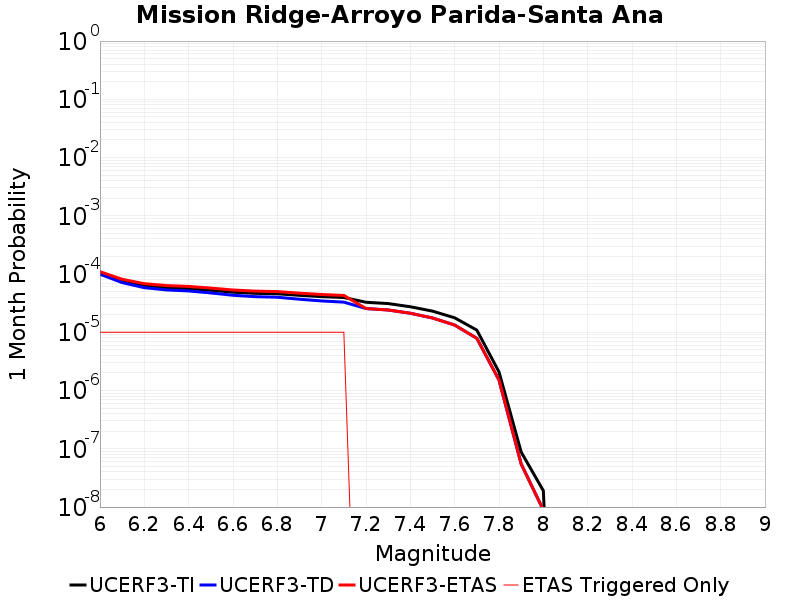 Mission Ridge-Arroyo Parida-Santa Ana
1 Month Probability
10^0
10^-1
10^-2
10^-3
10^-4
10^-5
10^-6
10^-7
10^-8
6 6.2 6.4 6.6 6.8 7 7.2 7.4 7.6 7.8 8 8.2 8.4 8.6 8.8 9
Magnitude
UCERF3-TI UCERF3-TD UCERF3-ETAS ETAS Triggered Only